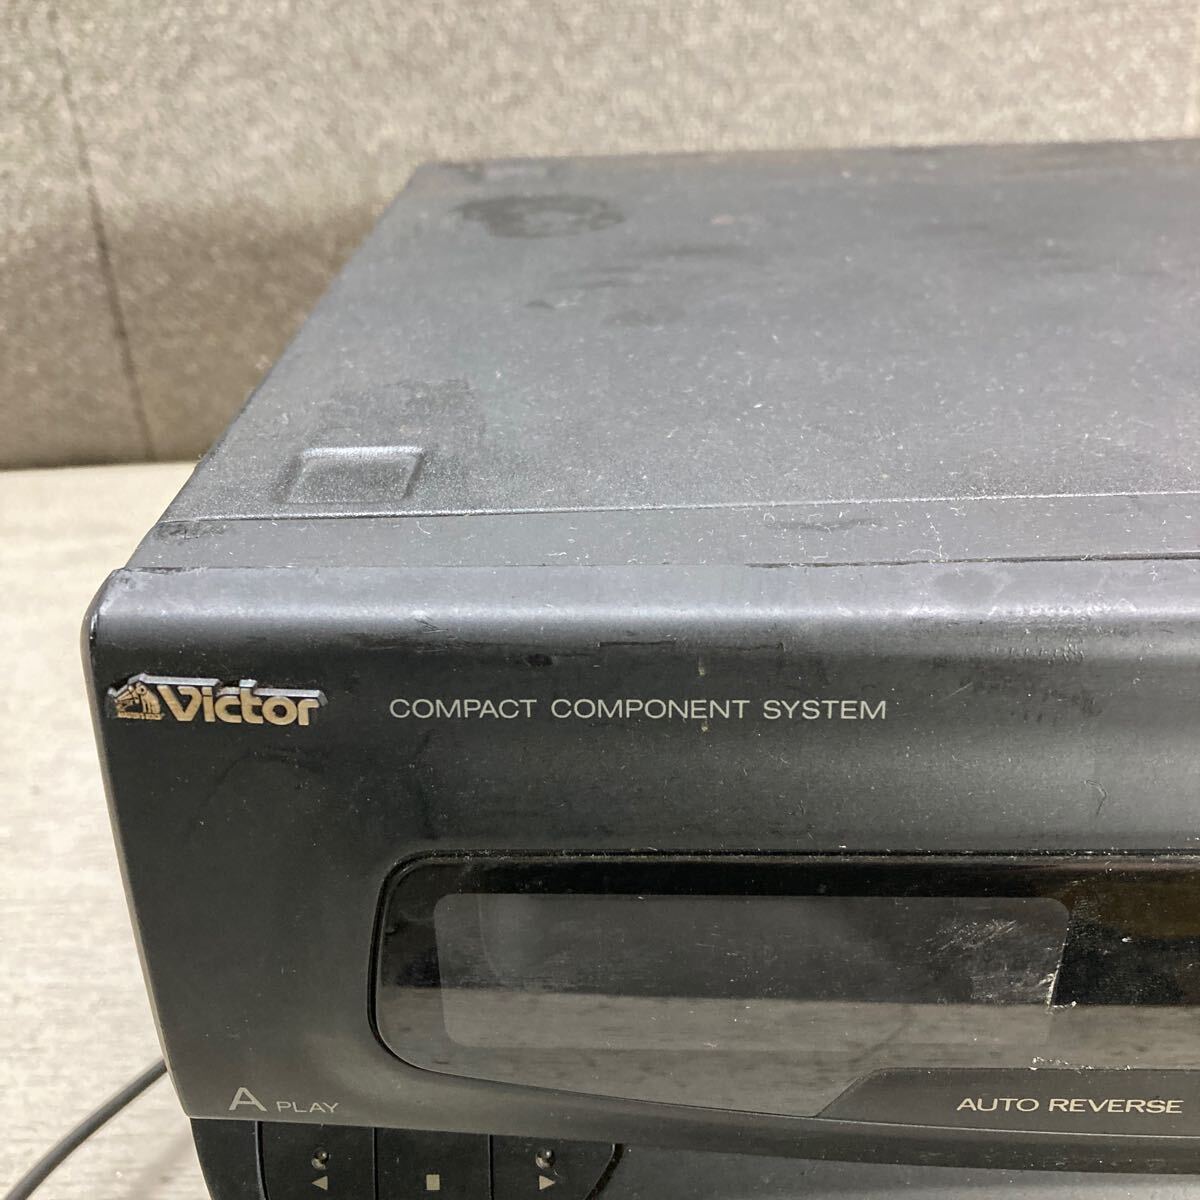 Victor
COMPACT COMPONENT SYSTEM
A PLAY
AUTO REVERSE